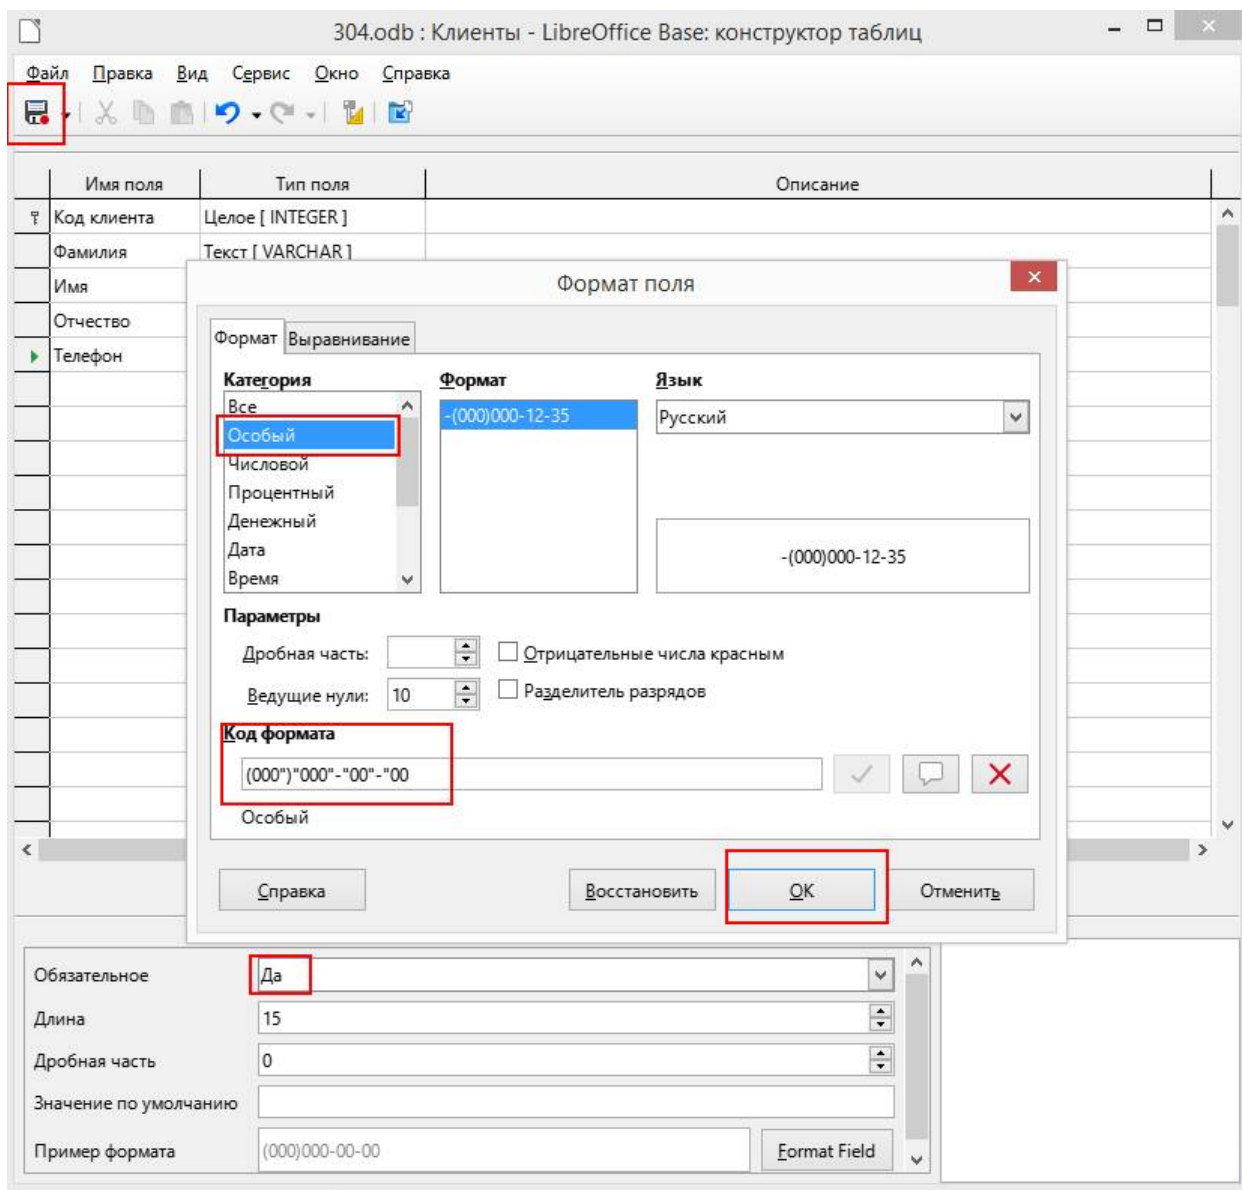 304.odb : Клиенты - LibreOffice Base: конструктор таблиц
Файл Правка Вид Сервис Окно Справка
Имя поля Тип поля Описание
Код клиента Целое [ INTEGER ]
Фамилия Текст [ VARCHAR ]
Имя
Отчество
Телефон
Формат поля
Формат Выравнивание
Категория Формат Язык
Все -(000)000-12-35 Русский
Особый
Числовой
Процентный
Денежный
Дата -(000)000-12-35
Время
Параметры
Дробная часть: Отрицательные числа красным
Ведущие нули: 10 Разделитель разрядов
Код формата
(000")"000"-"00"-"00
Особый
Справка Восстановить OK Отменить
Обязательное Да
Длина 15
Дробная часть 0
Значение по умолчанию
Пример формата (000)000-00-00 Format Field